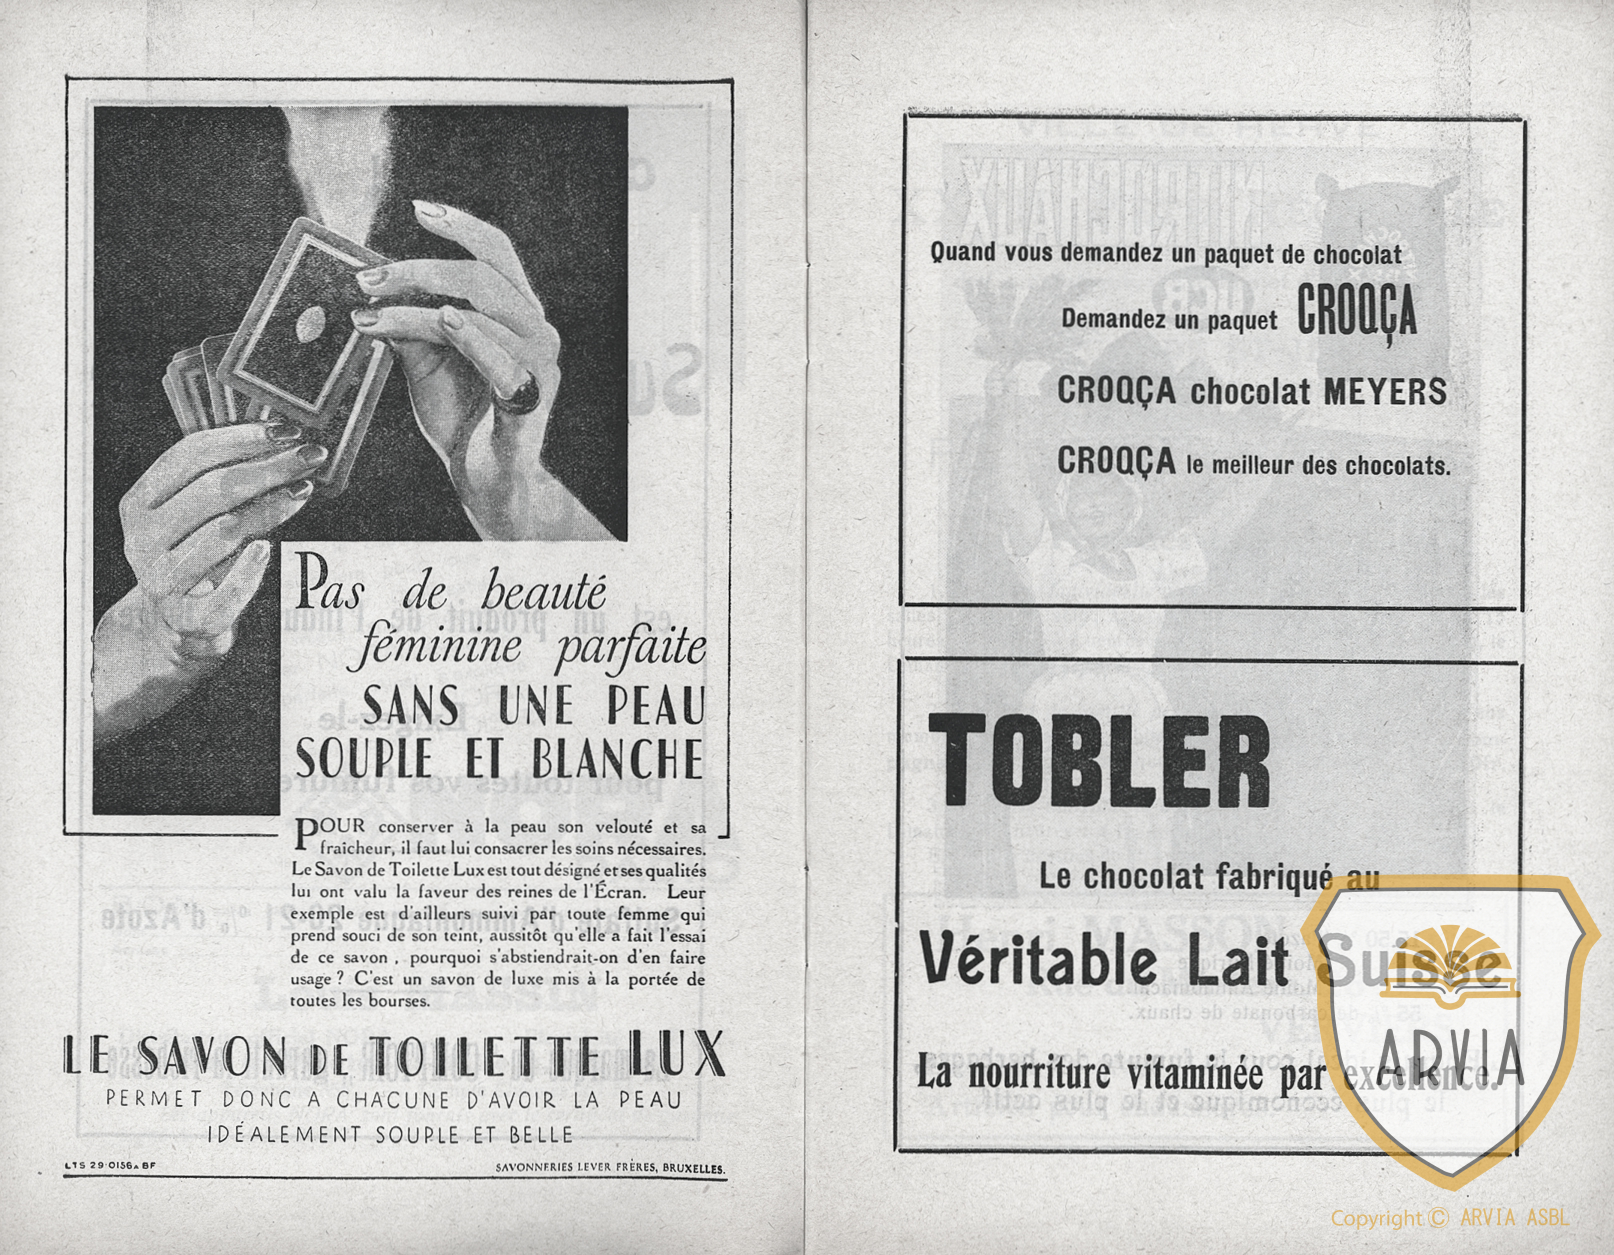 Pas de beauté
féminine parfaite
SANS UNE PEAU
SOUPLE ET BLANCHE
POUR conserver à la peau son velouté et sa
fraîcheur, il faut lui consacrer les soins nécessaires.
Le Savon de Toilette Lux est tout désigné et ses qualités
lui ont valu la faveur des reines de l'Écran. Leur
exemple est d'ailleurs suivi par toute femme qui
prend souci de son teint, aussitôt qu'elle a fait l'essai
de ce savon , pourquoi s'abstiendrait-on d'en faire
usage ? C'est un savon de luxe mis à la portée de
toutes les bourses.
LE SAVON DE TOILETTE LUX
PERMET DONC A CHACUNE D'AVOIR LA PEAU
IDÉALEMENT SOUPLE ET BELLE
LTS 29-0156A BF
SAVONNERIES LEVER FRÈRES, BRUXELLES.
Quand vous demandez un paquet de chocolat
Demandez un paquet CROQÇA
CROQÇA chocolat MEYERS
CROQÇA le meilleur des chocolats.
TOBLER
Le chocolat fabriqué au
Véritable Lait Suisse
La nourriture vitaminée par excellence.
ARVIA
Copyright © ARVIA ASBL